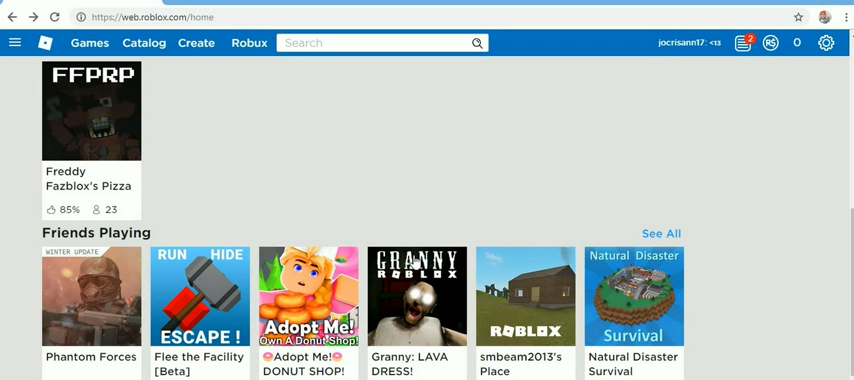 https://web.roblox.com/home
Games Catalog Create Robux Search jocrisann17: <13 2 R$ 0
FFPRP
Freddy
Fazblox's Pizza
85% 23
Friends Playing See All
WINTER UPDATE
RUN HIDE
ESCAPE !
Adopt Me!
Own A Donut Shop!
GRANNY
ROBLOX
ROBLOX
Natural Disaster
Survival
Phantom Forces
Flee the Facility
[Beta]
🍩Adopt Me!🍩
DONUT SHOP!
Granny: LAVA
DRESS!
smbeam2013's
Place
Natural Disaster
Survival